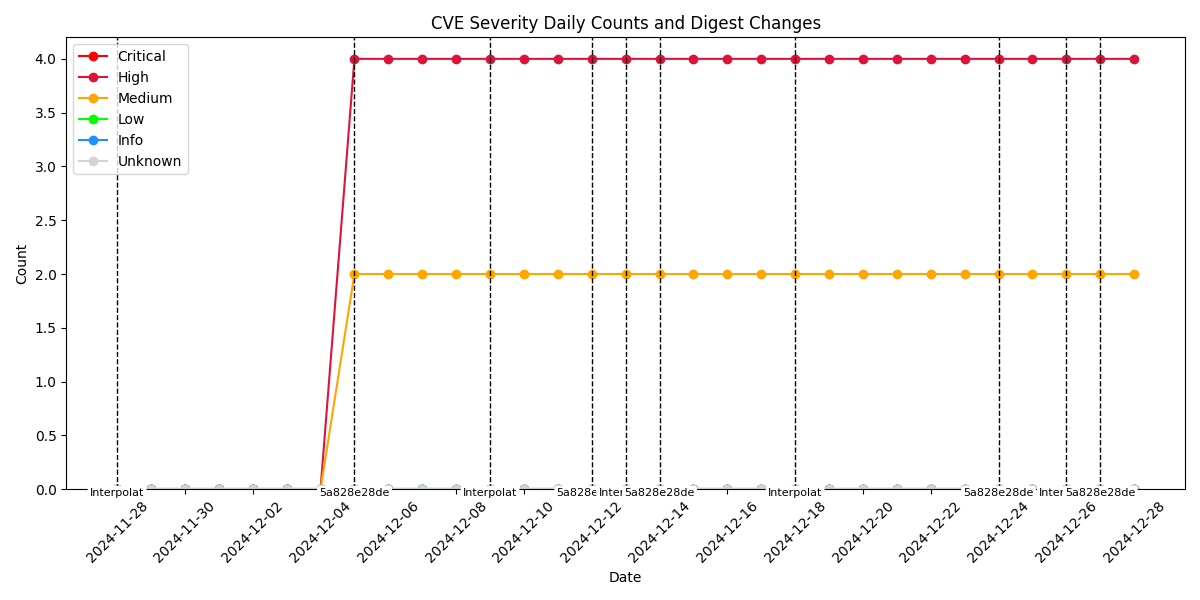 CVE Severity Daily Counts and Digest Changes
Critical
High
Medium
Low
Info
Unknown
4.0
3.5
3.0
2.5
2.0
1.5
1.0
0.5
0.0
Count
Interpolat
5a828e28de
Interpolat
5a828e
Inter
5a828e28de
Interpolat
5a828e28de
Inter
5a828e28de
2024-11-28
2024-11-30
2024-12-02
2024-12-04
2024-12-06
2024-12-08
2024-12-10
2024-12-12
2024-12-14
2024-12-16
2024-12-18
2024-12-20
2024-12-22
2024-12-24
2024-12-26
2024-12-28
Date